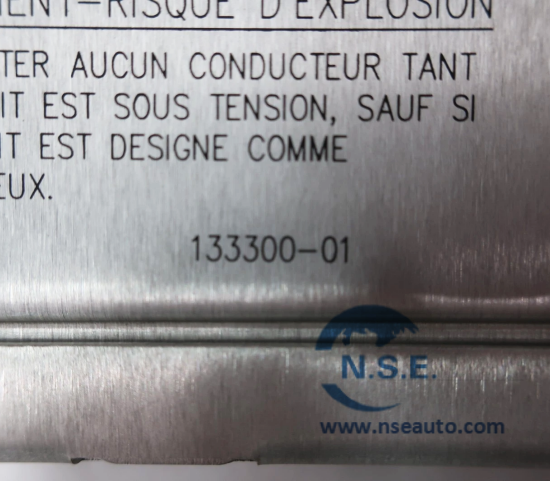 MENT-RISQUE D'EXPLOSION
TER AUCUN CONDUCTEUR TANT
IT EST SOUS TENSION, SAUF SI
IT EST DESIGNE COMME
EUX.
133300-01
N.S.E.
www.nseauto.com